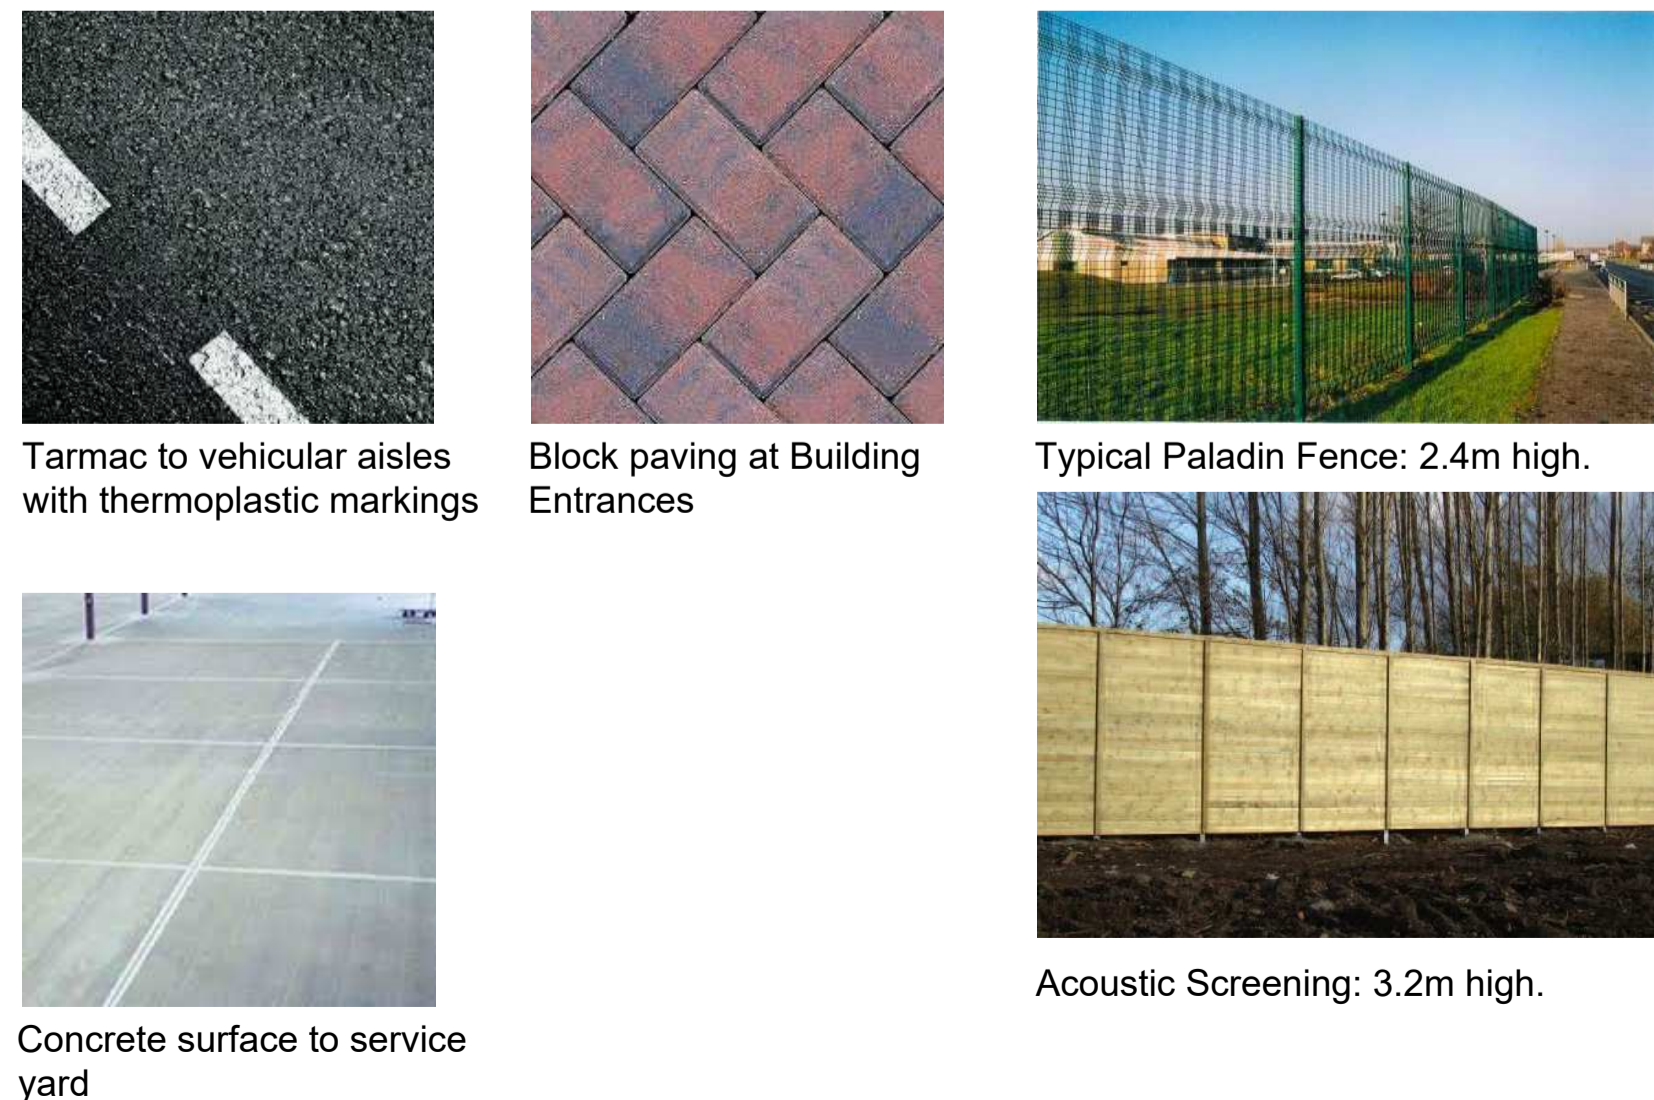 Tarmac to vehicular aisles
with thermoplastic markings
Block paving at Building
Entrances
Typical Paladin Fence: 2.4m high.
Acoustic Screening: 3.2m high.
Concrete surface to service
yard